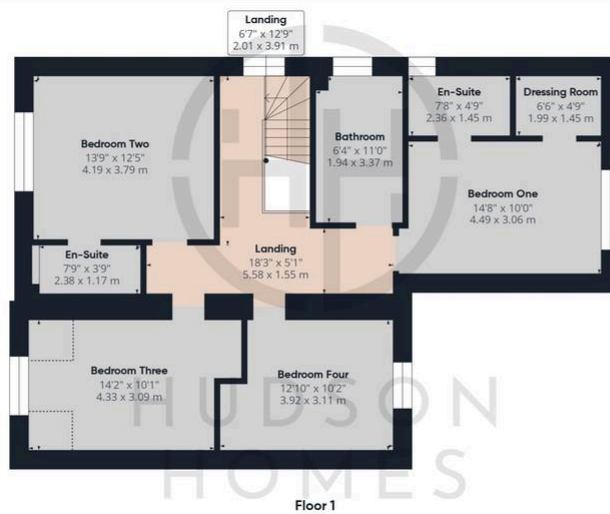 Landing
6'7" x 12'9"
2.01 x 3.91 m
Bedroom Two
13'9" x 12'5"
4.19 x 3.79 m
Bathroom
6'4" x 11'0"
1.94 x 3.37 m
En-Suite
7'8" x 4'9"
2.36 x 1.45 m
Dressing Room
6'6" x 4'9"
1.99 x 1.45 m
Bedroom One
14'8" x 10'0"
4.49 x 3.06 m
En-Suite
7'9" x 3'9"
2.38 x 1.17 m
Landing
18'3" x 5'1"
5.58 x 1.55 m
Bedroom Three
14'2" x 10'1"
4.33 x 3.09 m
Bedroom Four
12'10" x 10'2"
3.92 x 3.11 m
HUDSON
HOMES
Floor 1